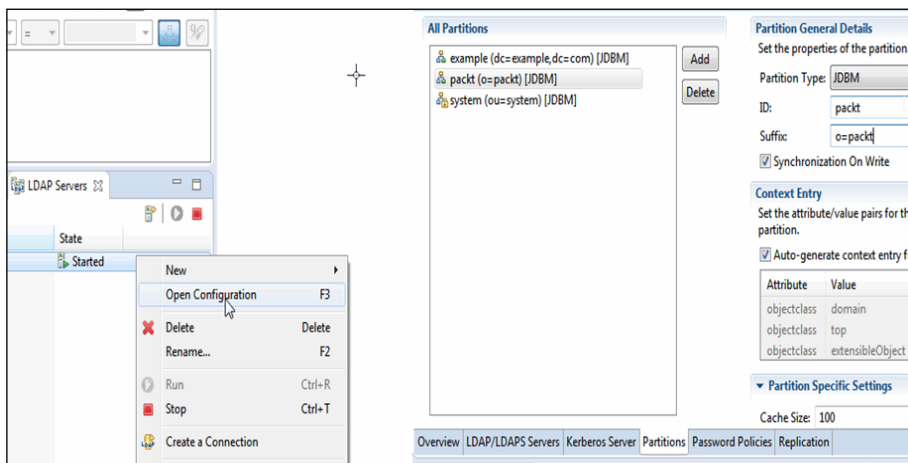 =
LDAP Servers
State
Started
New
Open Configuration F3
Delete Delete
Rename... F2
Run Ctrl+R
Stop Ctrl+T
Create a Connection
All Partitions
example (dc=example,dc=com) [JDBM]
packt (o=packt) [JDBM]
system (ou=system) [JDBM]
Add
Delete
Partition General Details
Set the properties of the partition.
Partition Type: JDBM
ID: packt
Suffix: o=packt
Synchronization On Write
Context Entry
Set the attribute/value pairs for th
partition.
Auto-generate context entry f
Attribute Value
objectclass domain
objectclass top
objectclass extensibleObject
Partition Specific Settings
Cache Size: 100
Overview LDAP/LDAPS Servers Kerberos Server Partitions Password Policies Replication